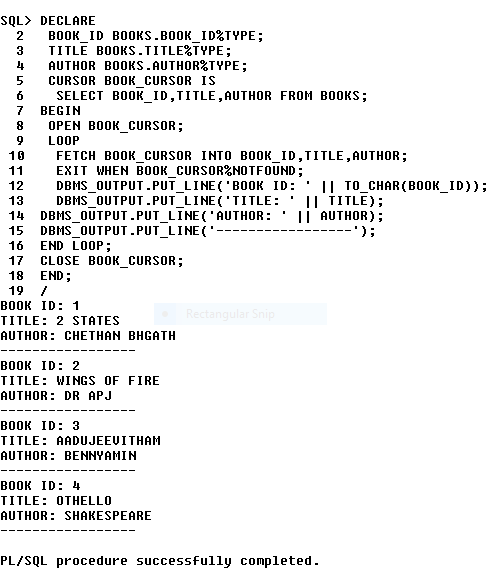 SQL> DECLARE
2 BOOK_ID BOOKS.BOOK_ID%TYPE;
3 TITLE BOOKS.TITLE%TYPE;
4 AUTHOR BOOKS.AUTHOR%TYPE;
5 CURSOR BOOK_CURSOR IS
6 SELECT BOOK_ID,TITLE,AUTHOR FROM BOOKS;
7 BEGIN
8 OPEN BOOK_CURSOR;
9 LOOP
10 FETCH BOOK_CURSOR INTO BOOK_ID,TITLE,AUTHOR;
11 EXIT WHEN BOOK_CURSOR%NOTFOUND;
12 DBMS_OUTPUT.PUT_LINE('BOOK ID: ' || TO_CHAR(BOOK_ID));
13 DBMS_OUTPUT.PUT_LINE('TITLE: ' || TITLE);
14 DBMS_OUTPUT.PUT_LINE('AUTHOR: ' || AUTHOR);
15 DBMS_OUTPUT.PUT_LINE('-----------------');
16 END LOOP;
17 CLOSE BOOK_CURSOR;
18 END;
19 /
BOOK ID: 1
Rectangular Snip
TITLE: 2 STATES
AUTHOR: CHETHAN BHGATH
-----------------
BOOK ID: 2
TITLE: WINGS OF FIRE
AUTHOR: DR APJ
-----------------
BOOK ID: 3
TITLE: AADUJEEVITHAM
AUTHOR: BENNYAMIN
-----------------
BOOK ID: 4
TITLE: OTHELLO
AUTHOR: SHAKESPEARE
-----------------
PL/SQL procedure successfully completed.